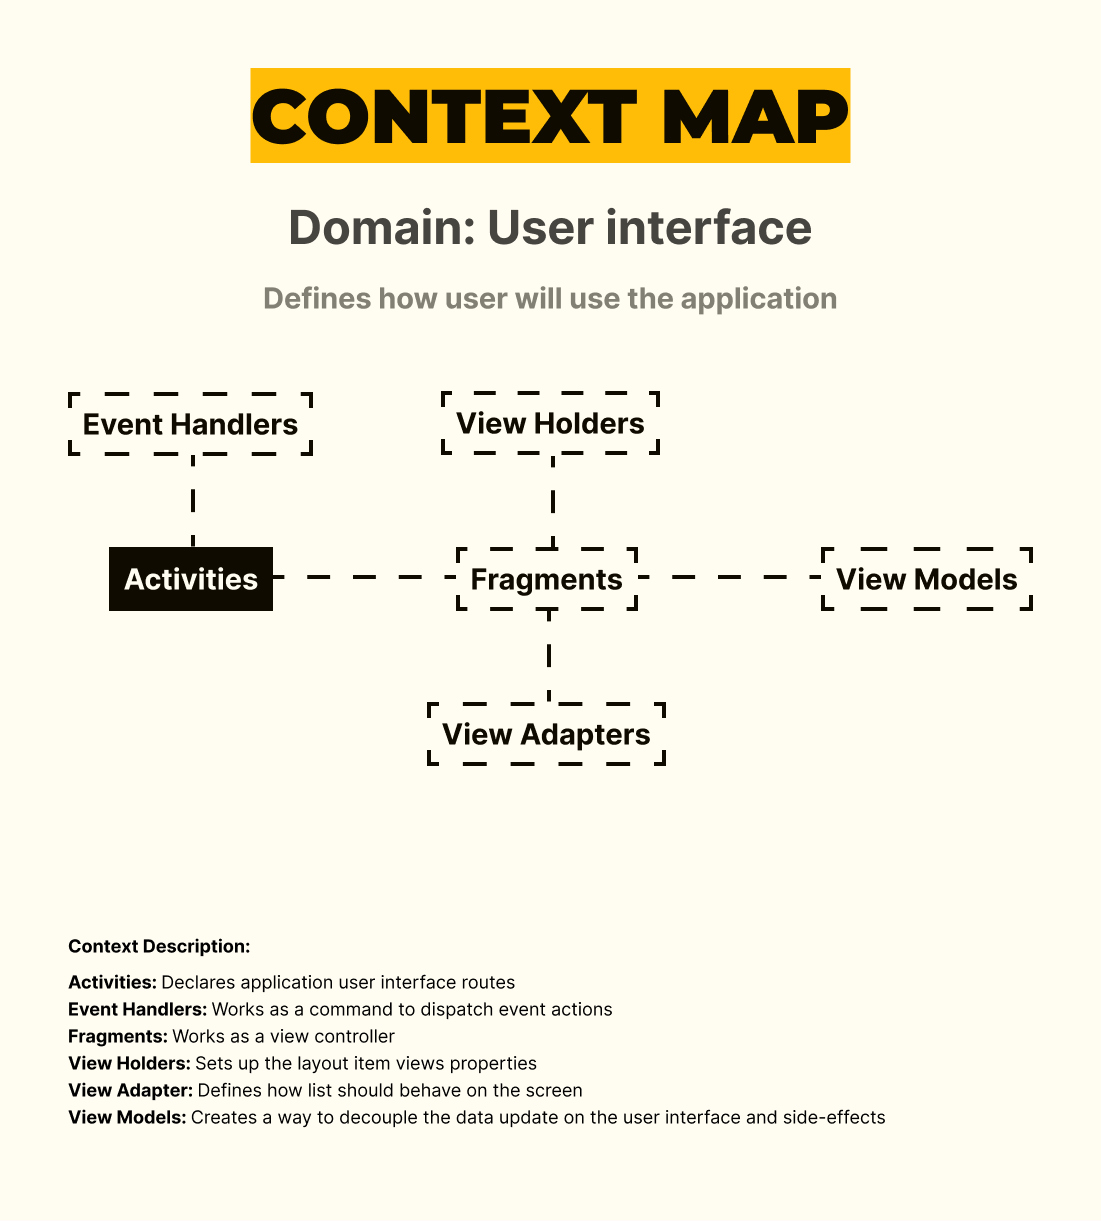 CONTEXT MAP
Domain: User interface
Defines how user will use the application
Event Handlers
View Holders
Activities
Fragments
View Models
View Adapters
Context Description:
Activities: Declares application user interface routes
Event Handlers: Works as a command to dispatch event actions
Fragments: Works as a view controller
View Holders: Sets up the layout item views properties
View Adapter: Defines how list should behave on the screen
View Models: Creates a way to decouple the data update on the user interface and side-effects